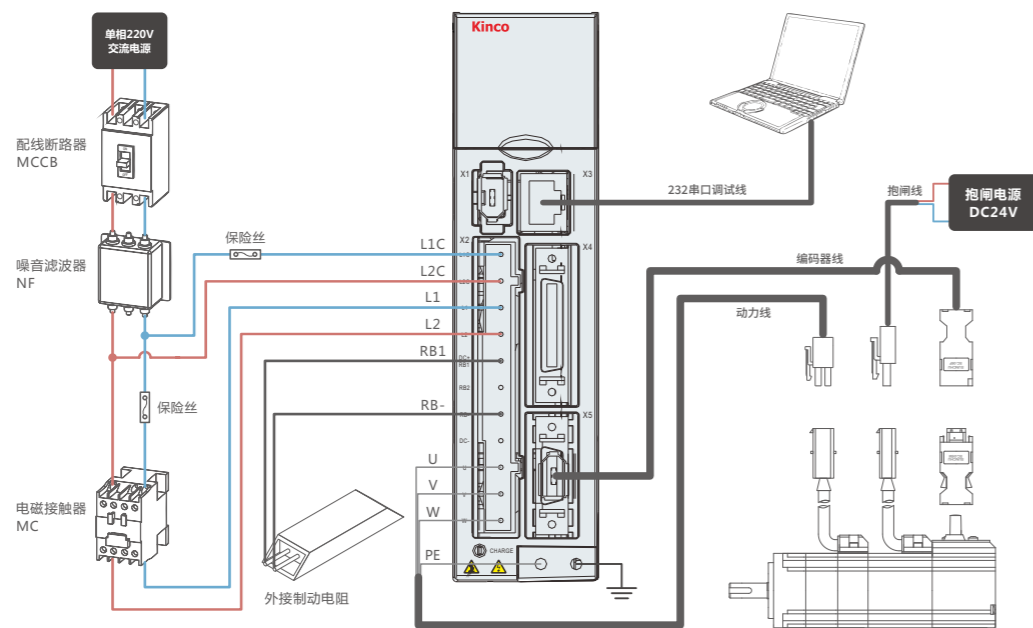 单相220V
交流电源
Kinco
配线断路器
MCCB
X1
X3
232串口调试线
抱闸线
抱闸电源
DC24V
噪音滤波器
NF
保险丝
L1C
X2
X4
编码器线
L2C
L1
动力线
L2
RB1
DC+
RB1
RB2
RB-
X5
保险丝
DC-
U
V
W
电磁接触器
MC
PE
CHARGE
外接制动电阻